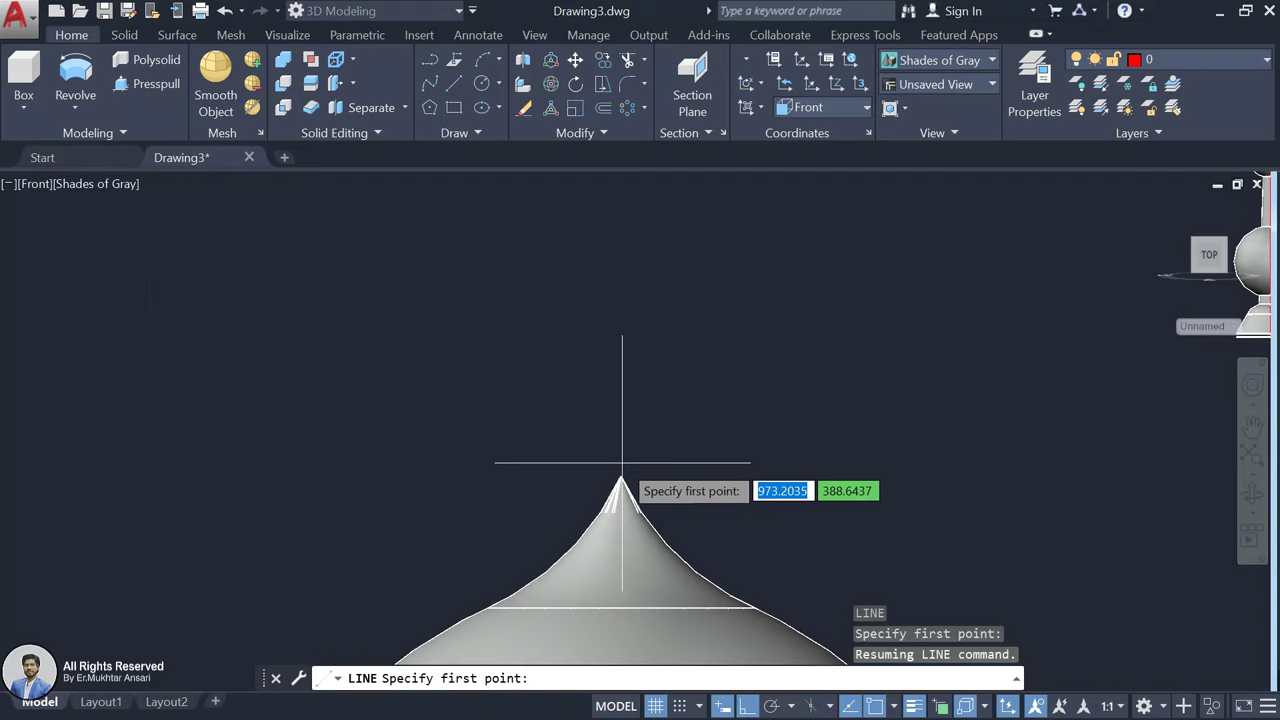 3D Modeling
Drawing3.dwg
Type a keyword or phrase
Sign In
Home Solid Surface Mesh Visualize Parametric Insert Annotate View Manage Output Add-ins Collaborate Express Tools Featured Apps
Polysolid
Presspull
Box
Revolve
Smooth
Object
Separate
Section
Plane
Front
Shades of Gray
Unsaved View
Layer
Properties
0
Modeling
Mesh
Solid Editing
Draw
Modify
Section
Coordinates
View
Layers
Start
Drawing3*
[−][Front][Shades of Gray]
TOP
Unnamed
Specify first point: 973.2035 388.6437
LINE
Specify first point:
Resuming LINE command.
All Rights Reserved
By Er.Mukhtar Ansari
LINE Specify first point:
Model Layout1 Layout2
MODEL
1:1